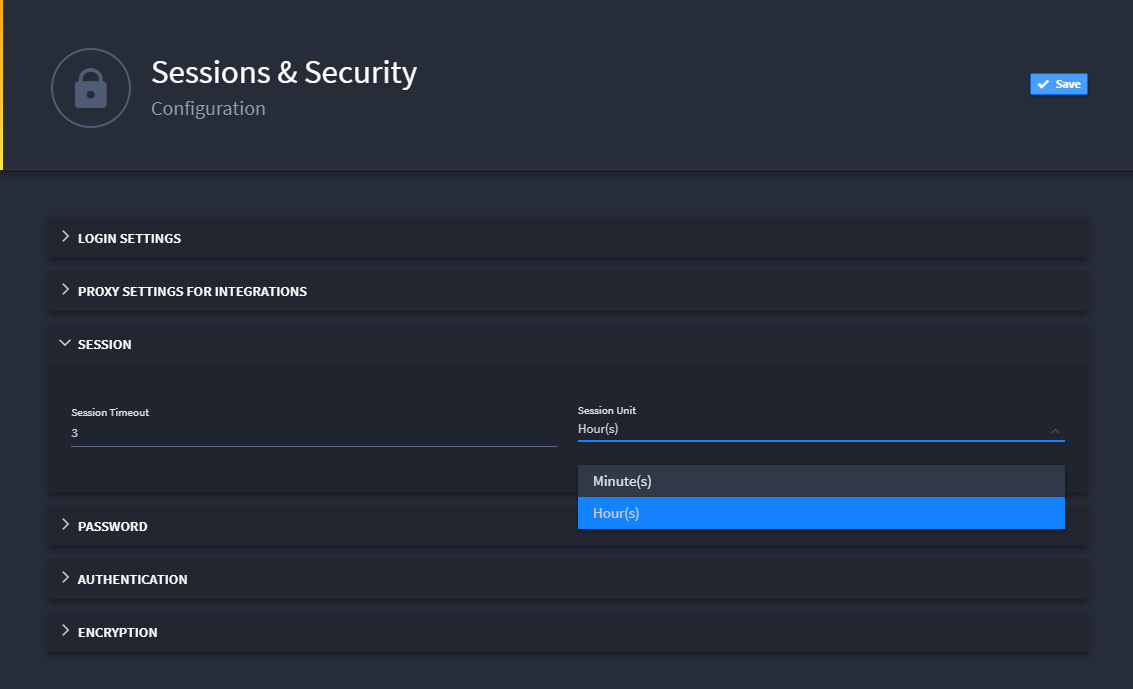 Sessions & Security
Configuration
Save
LOGIN SETTINGS
PROXY SETTINGS FOR INTEGRATIONS
SESSION
Session Timeout
3
Session Unit
Hour(s)
Minute(s)
Hour(s)
PASSWORD
AUTHENTICATION
ENCRYPTION